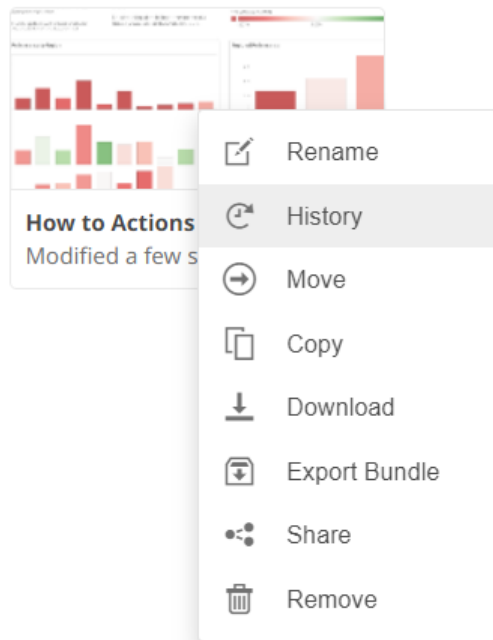 How to Actions
Modified a few s
Rename
History
Move
Copy
Download
Export Bundle
Share
Remove